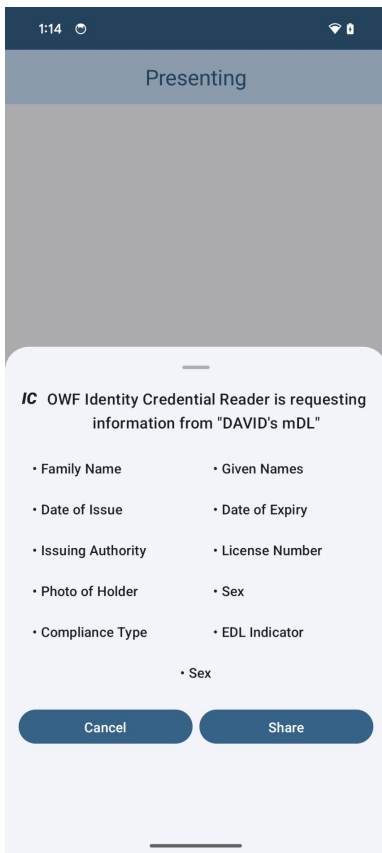 1:14
Presenting
IC OWF Identity Credential Reader is requesting
information from "DAVID's mDL"
• Family Name
• Given Names
• Date of Issue
• Date of Expiry
• Issuing Authority
• License Number
• Photo of Holder
• Sex
• Compliance Type
• EDL Indicator
• Sex
Cancel
Share